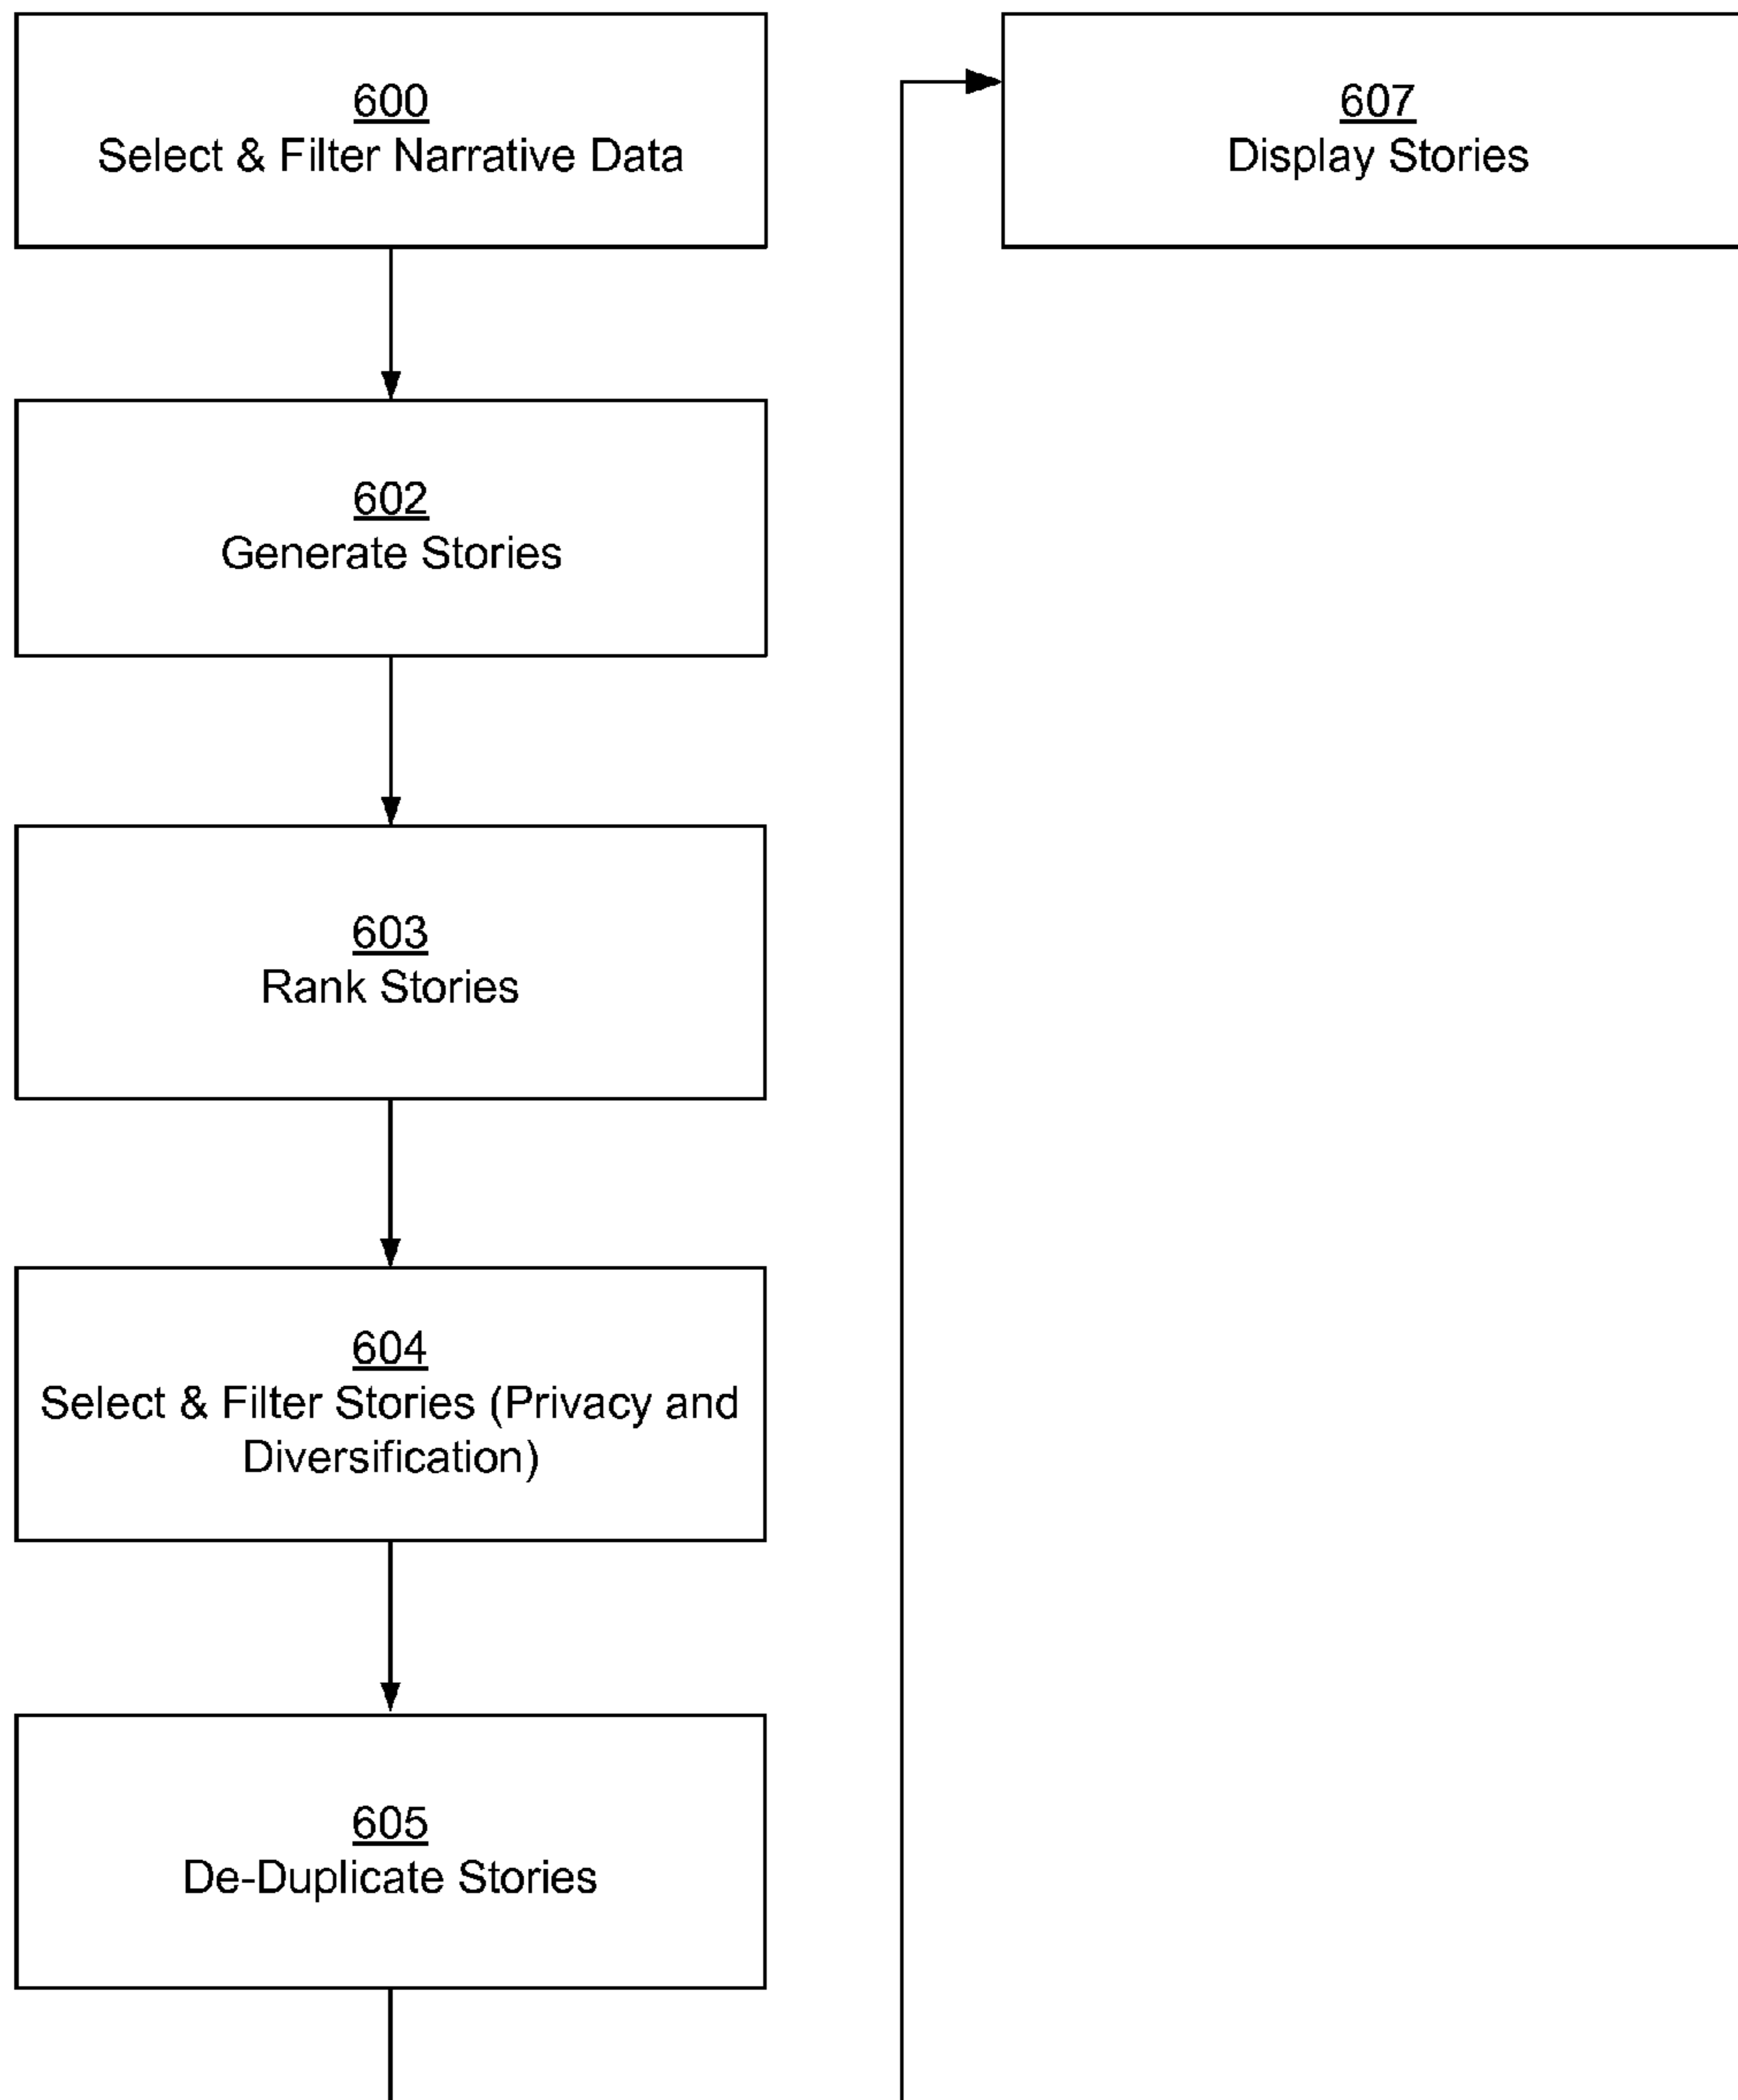 600
Select & Filter Narrative Data
602
Generate Stories
603
Rank Stories
604
Select & Filter Stories (Privacy and
Diversification)
605
De-Duplicate Stories
607
Display Stories